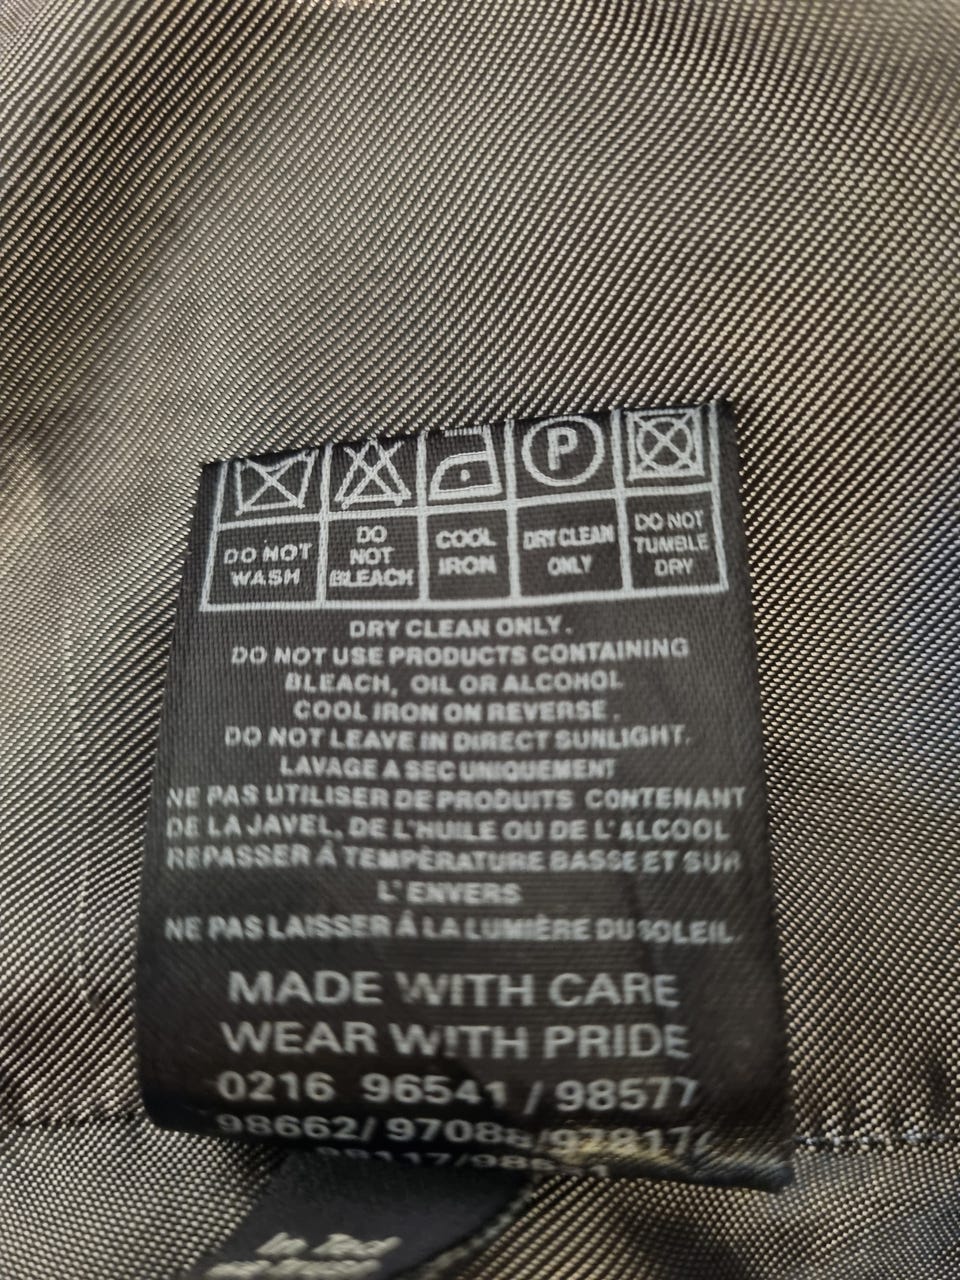 P
DO NOT WASH
DO NOT BLEACH
COOL IRON
DRY CLEAN ONLY
DO NOT TUMBLE DRY
DRY CLEAN ONLY.
DO NOT USE PRODUCTS CONTAINING
BLEACH, OIL OR ALCOHOL
COOL IRON ON REVERSE.
DO NOT LEAVE IN DIRECT SUNLIGHT.
LAVAGE A SEC UNIQUEMENT
NE PAS UTILISER DE PRODUITS CONTENANT
DE LA JAVEL, DE L'HUILE OU DE L'ALCOOL
REPASSER Á TEMPÉRATURE BASSE ET SUR
L'ENVERS
NE PAS LAISSER Á LA LUMIÈRE DU SOLEIL.
MADE WITH CARE
WEAR WITH PRIDE
0216 96541 / 98577
98662/ 97088/